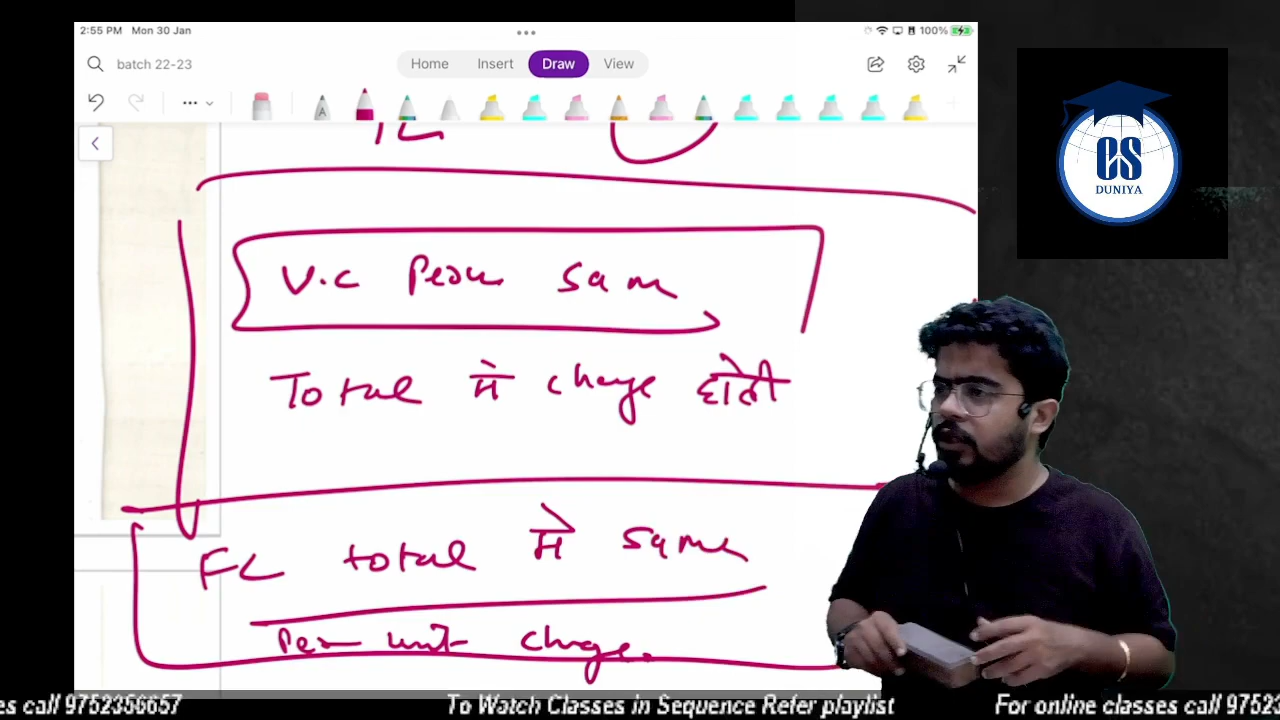 2:55 PM Mon 30 Jan
100%
batch 22-23
Home Insert Draw View
CS
DUNIYA
V.C Per sam
Total में change होती
FC total में same
Per unit change.
es call 9752356657 To Watch Classes in Sequence Refer playlist For online classes call 9752